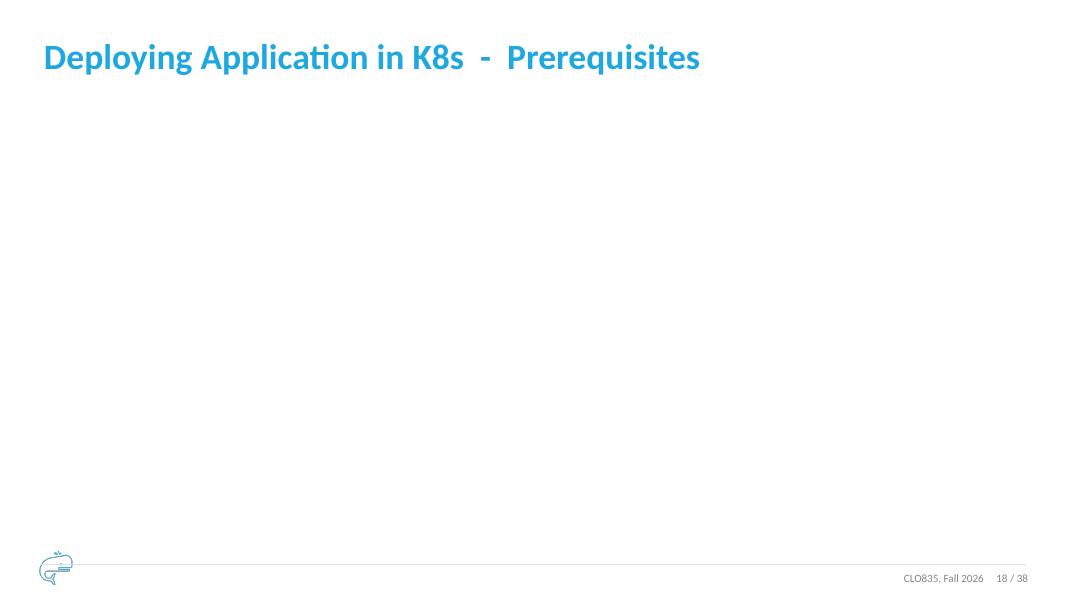 Deploying Application in K8s - Prerequisites
CLO835, Fall 2026 18 / 38